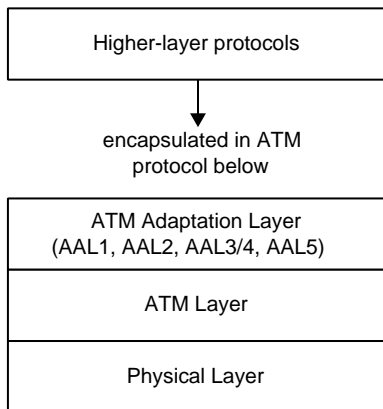 Higher-layer protocols
encapsulated in ATM
protocol below
ATM Adaptation Layer
(AAL1, AAL2, AAL3/4, AAL5)
ATM Layer
Physical Layer